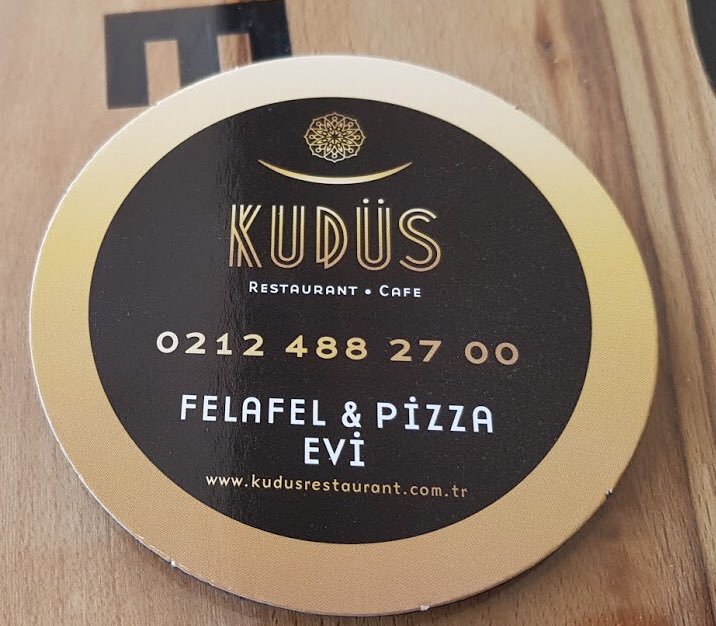 E
KUDÜS
RESTAURANT • CAFE
0212 488 27 00
FELAFEL & PİZZA
EVİ
www.kudusrestaurant.com.tr